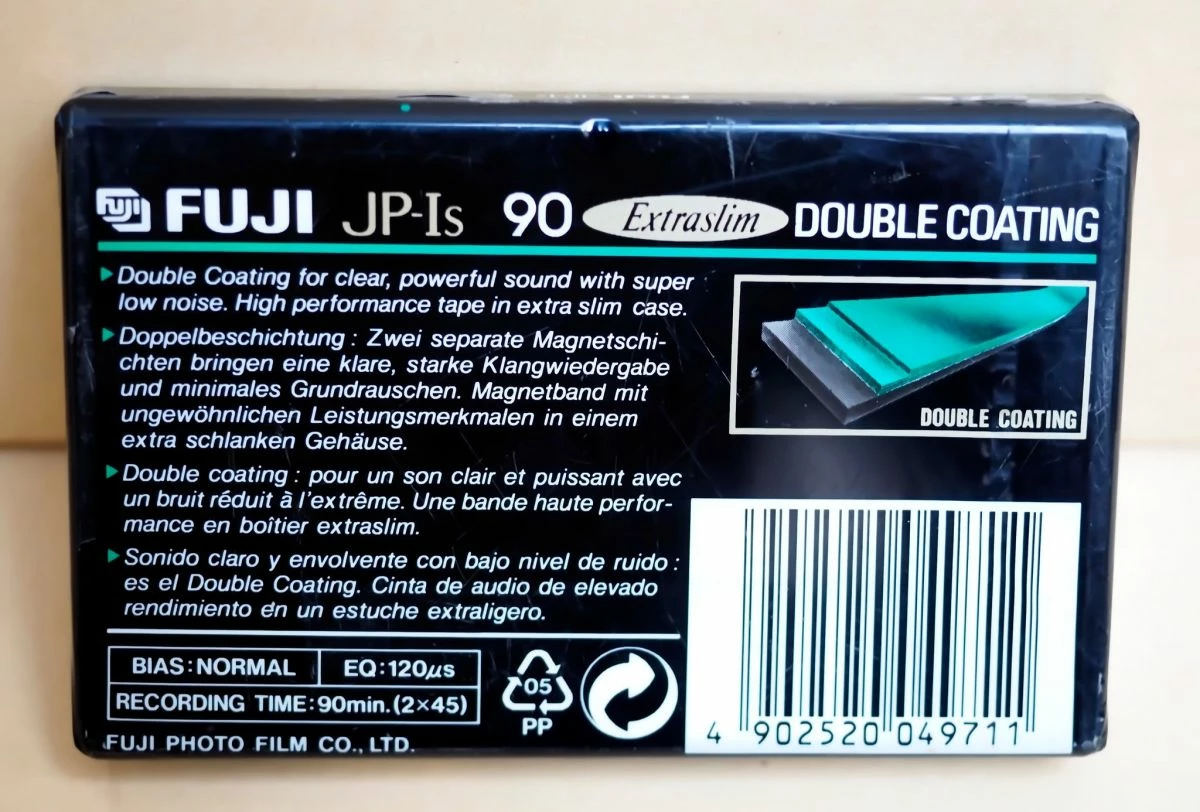 FUJI FUJI JP-Is 90 Extraslim DOUBLE COATING
Double Coating for clear, powerful sound with super
low noise. High performance tape in extra slim case.
Doppelbeschichtung : Zwei separate Magnetschi-
chten bringen eine klare, starke Klangwiedergabe
und minimales Grundrauschen. Magnetband mit
ungewöhnlichen Leistungsmerkmalen in einem
extra schlanken Gehäuse.
Double coating : pour un son clair et puissant avec
un bruit réduit à l'extrême. Une bande haute perfor-
mance en boîtier extraslim.
Sonido claro y envolvente con bajo nivel de ruido :
es el Double Coating. Cinta de audio de elevado
rendimiento en un estuche extraligero.
DOUBLE COATING
BIAS:NORMAL EQ:120μs
RECORDING TIME:90min.(2×45)
05
PP
FUJI PHOTO FILM CO., LTD.
4 902520 049711